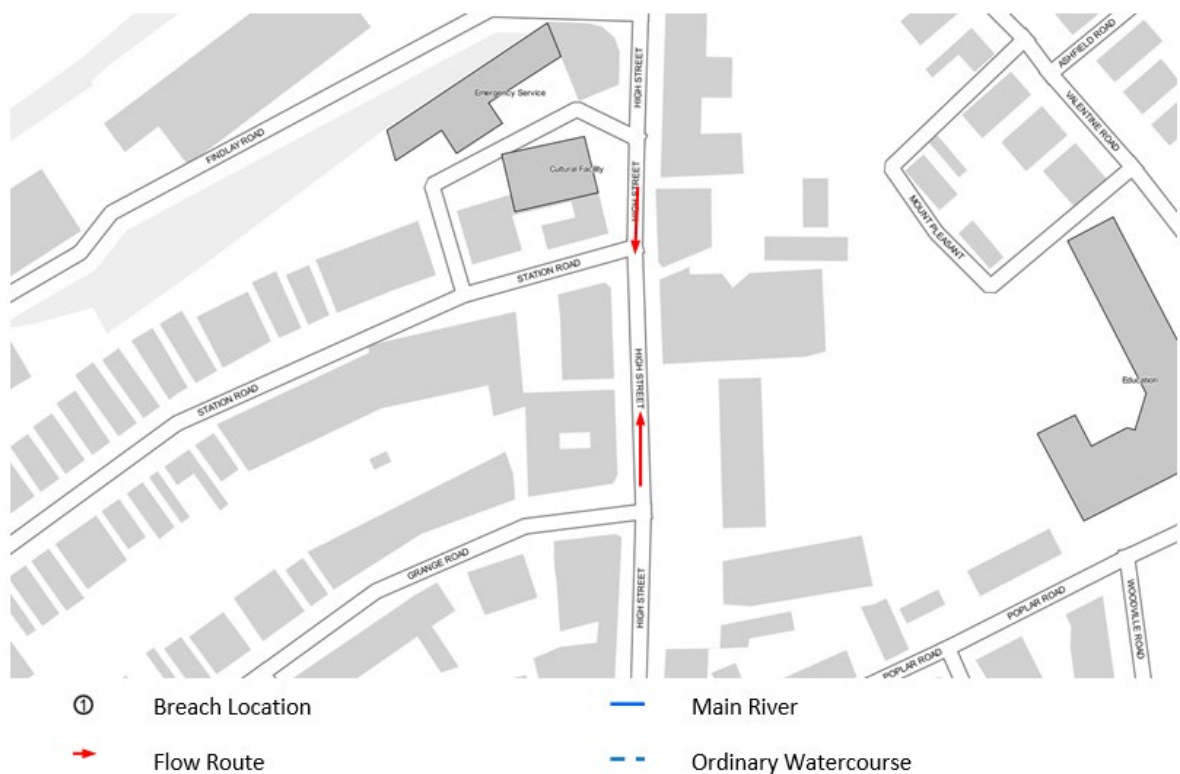 HIGH STREET
ASHFIELD ROAD
Emergency Service
VALENTINE ROAD
FINDLAY ROAD
Cultural Facility
HIGH STREET
MOUNT PLEASANT
STATION ROAD
HIGH STREET
Education
STATION ROAD
GRANGE ROAD
HIGH STREET
POPLAR ROAD
WOODVILLE ROAD
POPLAR ROAD
1 Breach Location
Main River
Flow Route
Ordinary Watercourse